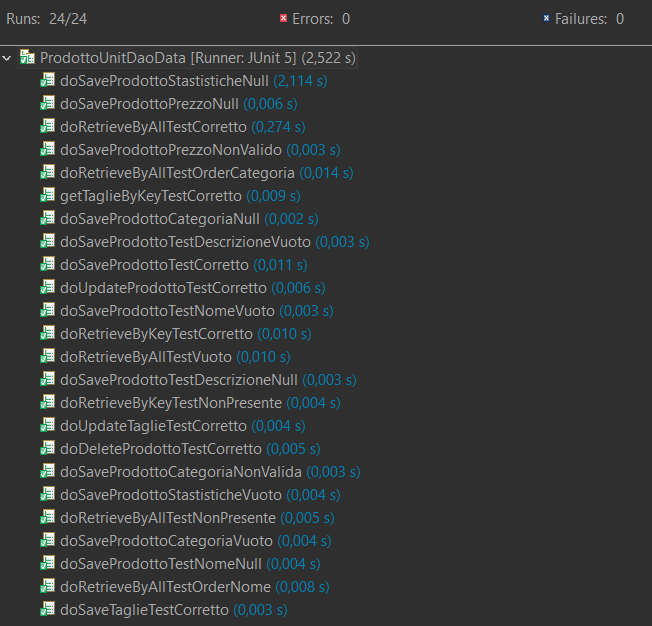 Runs: 24/24 Errors: 0 Failures: 0
ProdottoUnitDaoData [Runner: JUnit 5] (2,522 s)
doSaveProdottoStastisticheNull (2,114 s)
doSaveProdottoPrezzoNull (0,006 s)
doRetrieveByAllTestCorretto (0,274 s)
doSaveProdottoPrezzoNonValido (0,003 s)
doRetrieveByAllTestOrderCategoria (0,014 s)
getTaglieByKeyTestCorretto (0,009 s)
doSaveProdottoCategoriaNull (0,002 s)
doSaveProdottoTestDescrizioneVuoto (0,003 s)
doSaveProdottoTestCorretto (0,011 s)
doUpdateProdottoTestCorretto (0,006 s)
doSaveProdottoTestNomeVuoto (0,003 s)
doRetrieveByKeyTestCorretto (0,010 s)
doRetrieveByAllTestVuoto (0,010 s)
doSaveProdottoTestDescrizioneNull (0,003 s)
doRetrieveByKeyTestNonPresente (0,004 s)
doUpdateTaglieTestCorretto (0,004 s)
doDeleteProdottoTestCorretto (0,005 s)
doSaveProdottoCategoriaNonValida (0,003 s)
doSaveProdottoStastisticheVuoto (0,004 s)
doRetrieveByAllTestNonPresente (0,005 s)
doSaveProdottoCategoriaVuoto (0,004 s)
doSaveProdottoTestNomeNull (0,004 s)
doRetrieveByAllTestOrderNome (0,008 s)
doSaveTaglieTestCorretto (0,003 s)